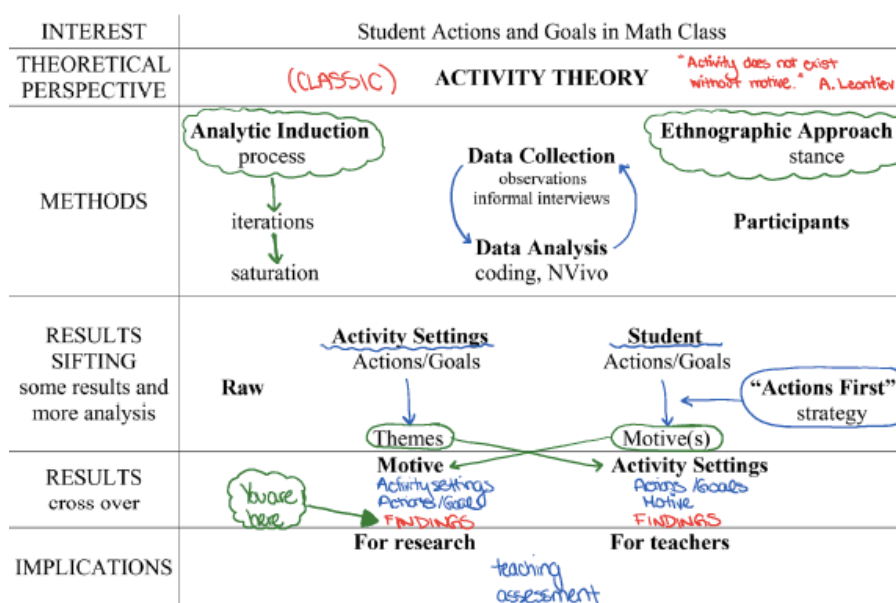 INTEREST
Student Actions and Goals in Math Class
THEORETICAL
PERSPECTIVE
(CLASSIC)
ACTIVITY THEORY
"Activity does not exist
without motive." A. Leontiev
METHODS
Analytic Induction
process
iterations
saturation
Data Collection
observations
informal interviews
Data Analysis
coding, NVivo
Ethnographic Approach
stance
Participants
RESULTS
SIFTING
some results and
more analysis
Raw
Activity Settings
Actions/Goals
Themes
Student
Actions/Goals
Motive(s)
"Actions First"
strategy
RESULTS
cross over
You are
here
Motive
Activity settings
Actions/Goal
FINDINGS
Activity Settings
Actions/Goals
Motive
FINDINGS
IMPLICATIONS
For research
For teachers
teaching
assessment